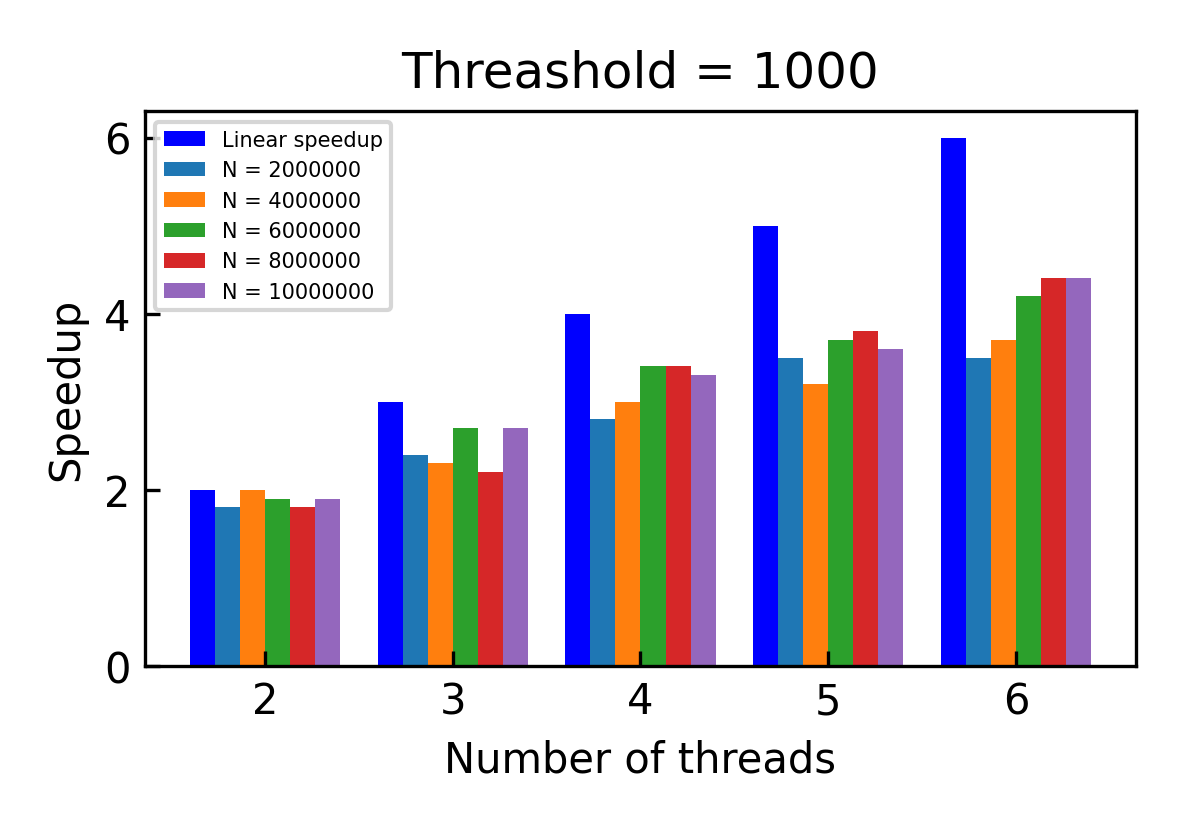 Threashold = 1000
Linear speedup
N = 2000000
N = 4000000
N = 6000000
N = 8000000
N = 10000000
Speedup
6
4
2
0
2 3 4 5 6
Number of threads